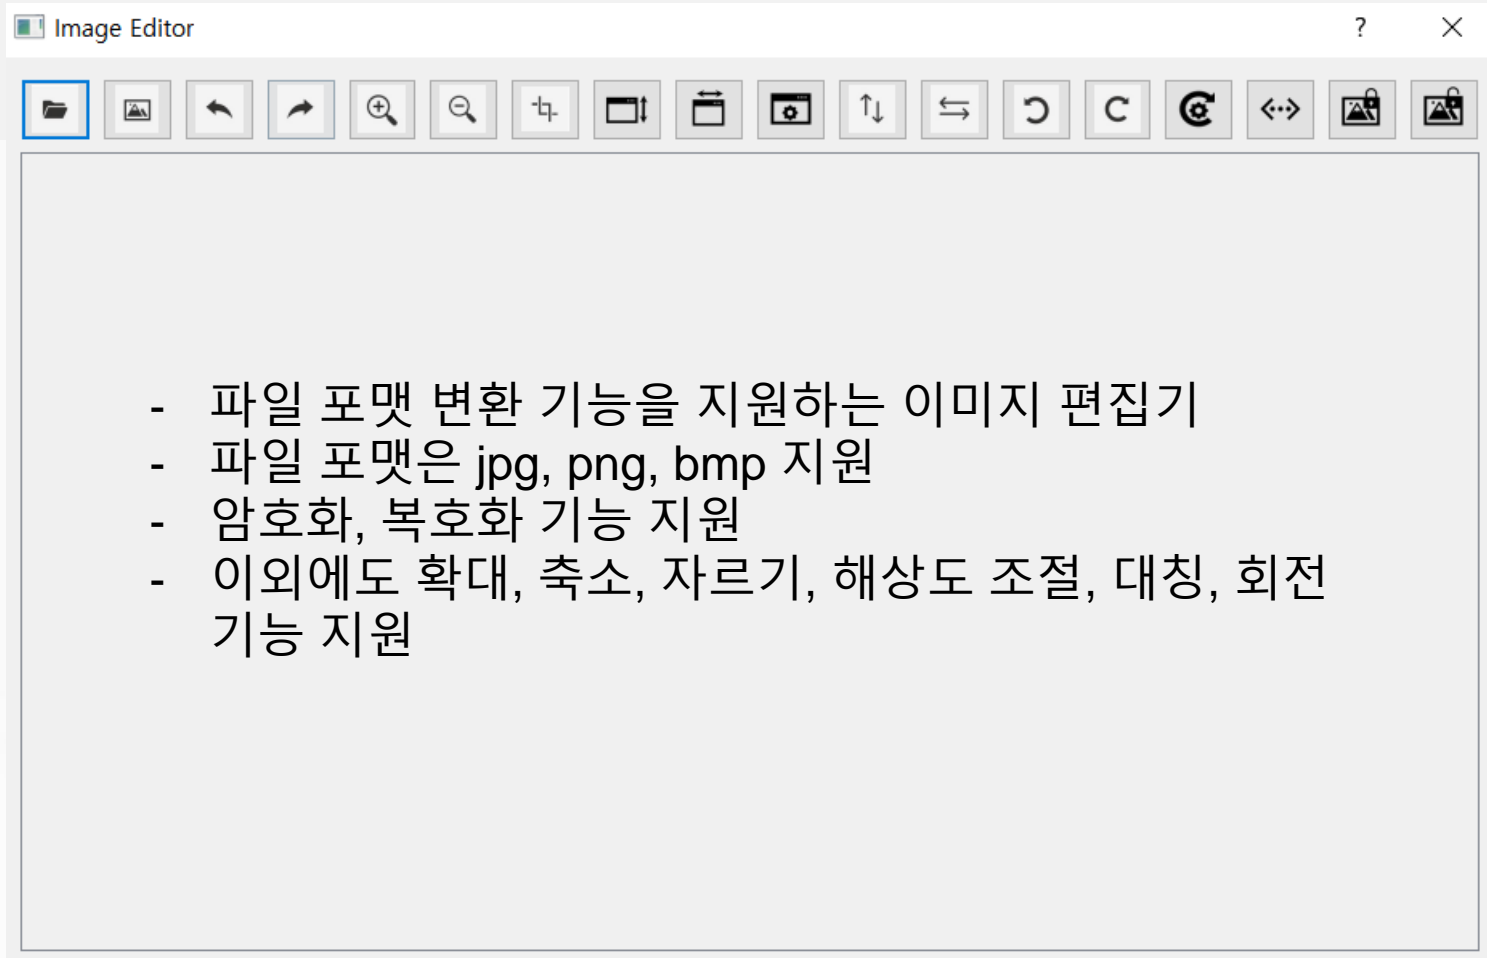 Image Editor
?
- 파일 포맷 변환 기능을 지원하는 이미지 편집기
- 파일 포맷은 jpg, png, bmp 지원
- 암호화, 복호화 기능 지원
- 이외에도 확대, 축소, 자르기, 해상도 조절, 대칭, 회전
기능 지원